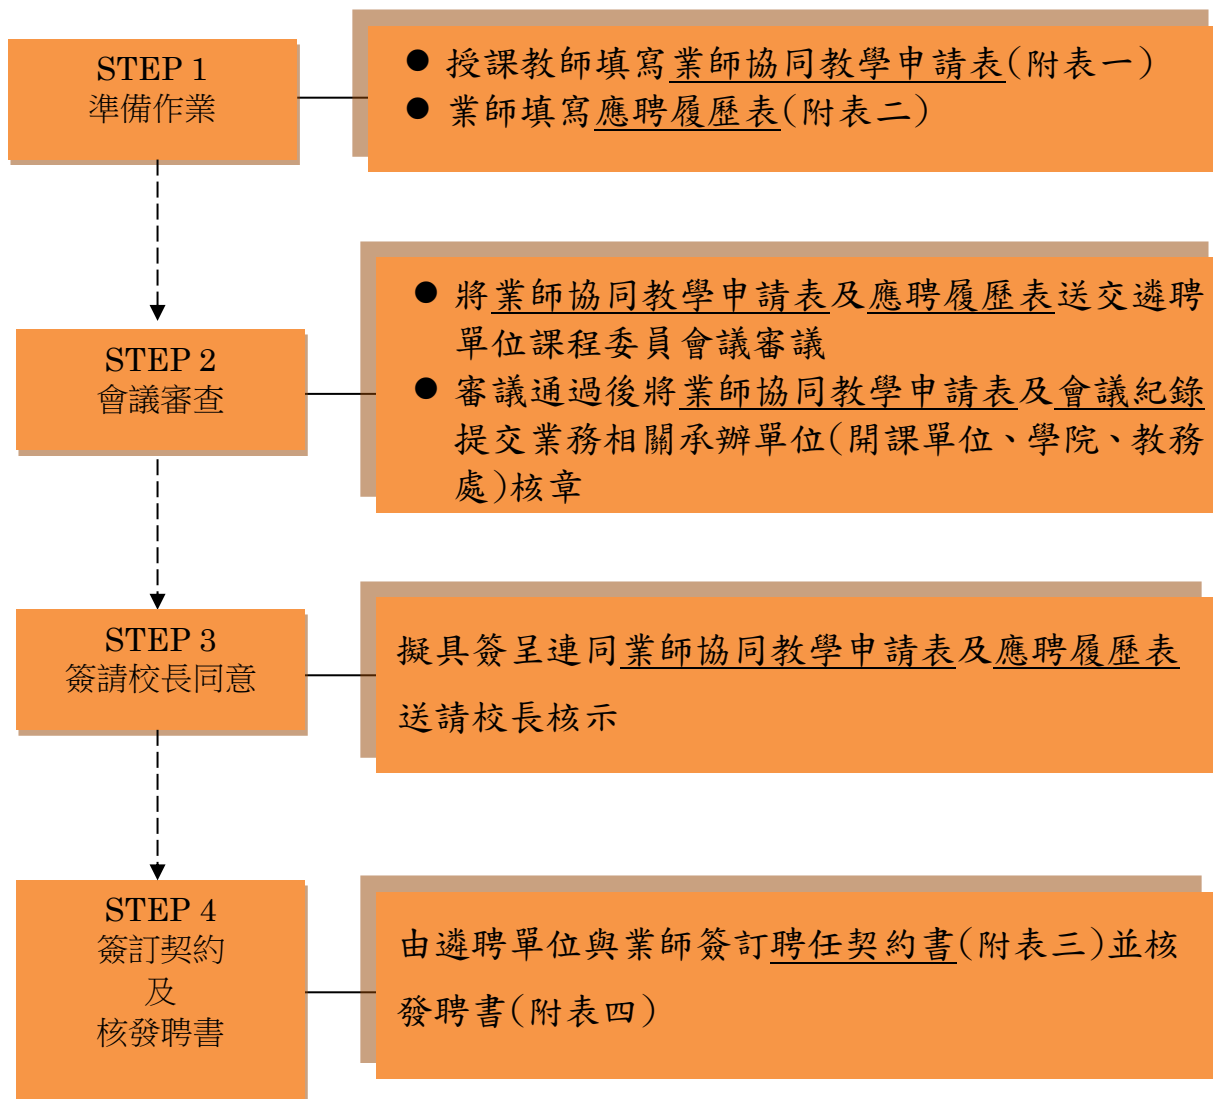 STEP 1
準備作業
● 授課教師填寫業師協同教學申請表(附表一)
● 業師填寫應聘履歷表(附表二)
STEP 2
會議審查
● 將業師協同教學申請表及應聘履歷表送交遴聘
單位課程委員會議審議
● 審議通過後將業師協同教學申請表及會議紀錄
提交業務相關承辦單位(開課單位、學院、教務
處)核章
STEP 3
簽請校長同意
擬具簽呈連同業師協同教學申請表及應聘履歷表
送請校長核示
STEP 4
簽訂契約
及
核發聘書
由遴聘單位與業師簽訂聘任契約書(附表三)並核
發聘書(附表四)